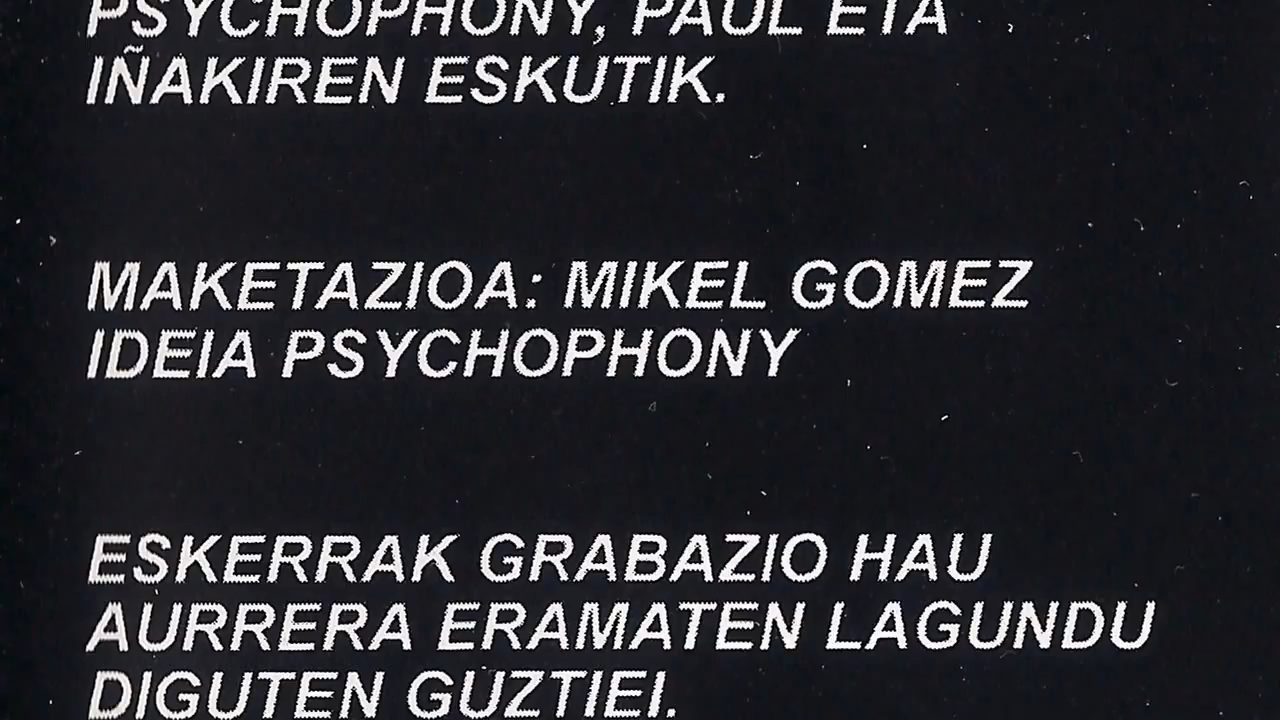 PSYCHOPHONY, PAUL ETA
IÑAKIREN ESKUTIK.
MAKETAZIOA: MIKEL GOMEZ
IDEIA PSYCHOPHONY
ESKERRAK GRABAZIO HAU
AURRERA ERAMATEN LAGUNDU
DIGUTEN GUZTIEI.